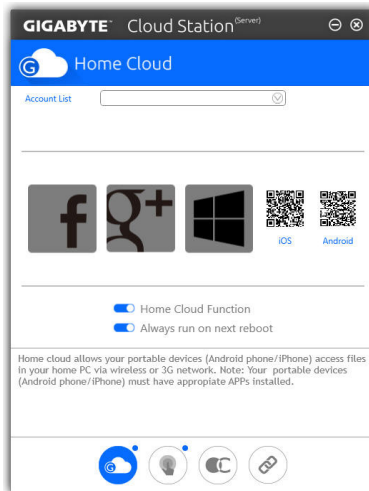 GIGABYTE™ Cloud Station (Server)
G Home Cloud
Account List
f g+
iOS Android
Home Cloud Function
Always run on next reboot
Home cloud allows your portable devices (Android phone/iPhone) access files
in your home PC via wireless or 3G network. Note: Your portable devices
(Android phone/iPhone) must have appropiate APPs installed.
G